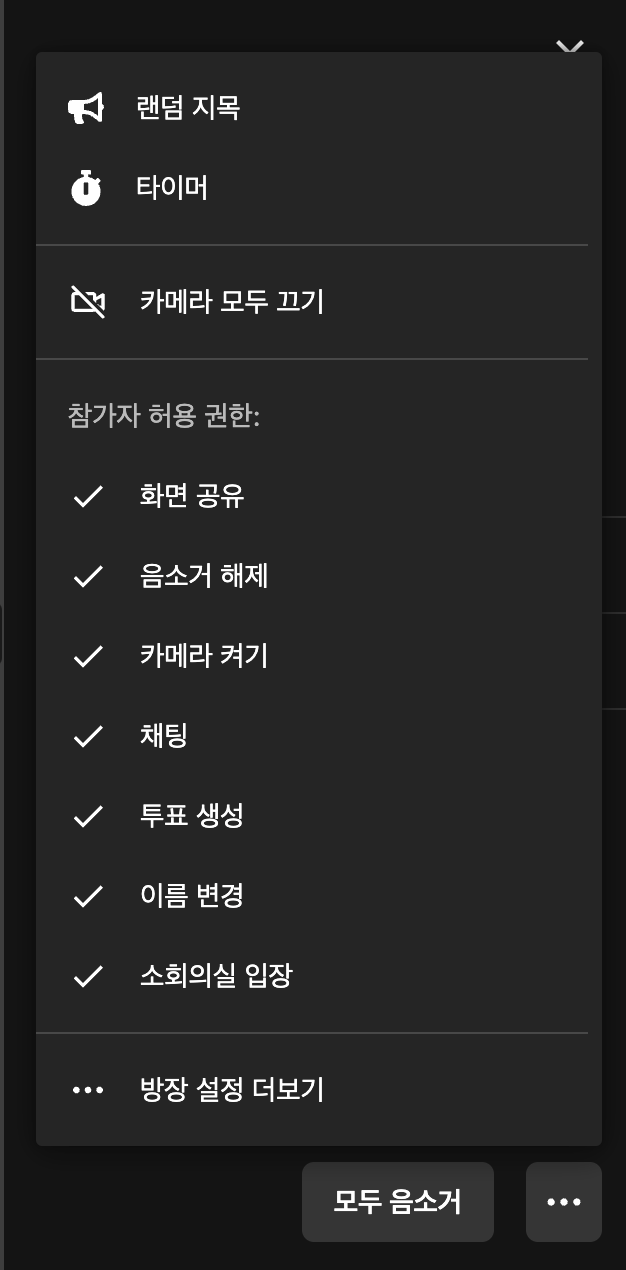 랜덤 지목
타이머
카메라 모두 끄기
참가자 허용 권한:
화면 공유
음소거 해제
카메라 켜기
채팅
투표 생성
이름 변경
소회의실 입장
방장 설정 더보기
모두 음소거